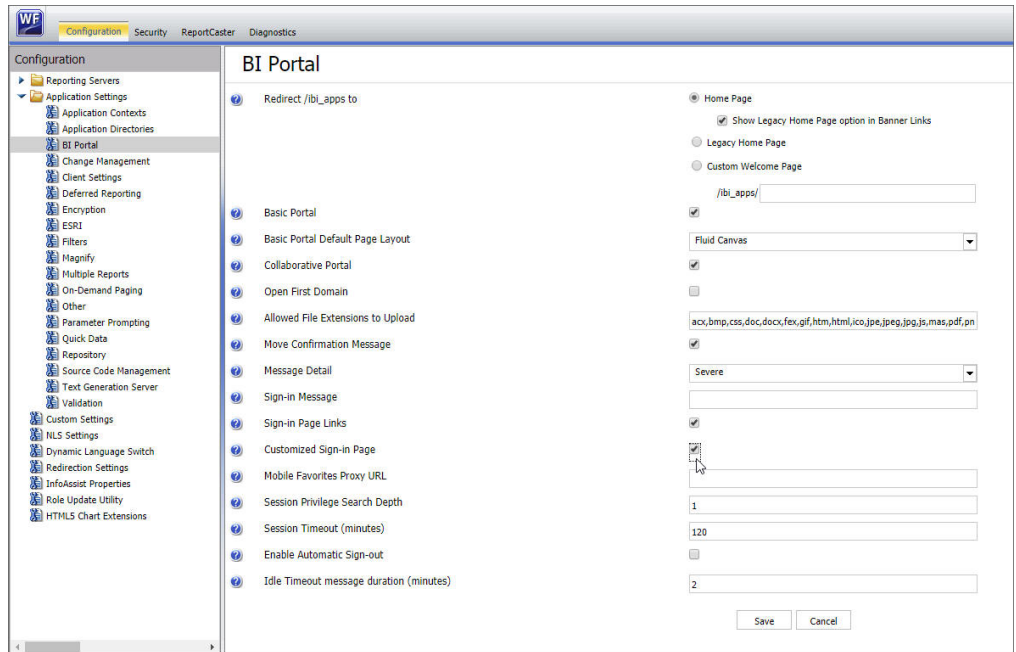 WF
Configuration Security ReportCaster Diagnostics
Configuration
Reporting Servers
Application Settings
Application Contexts
Application Directories
BI Portal
Change Management
Client Settings
Deferred Reporting
Encryption
ESRI
Filters
Magnify
Multiple Reports
On-Demand Paging
Other
Parameter Prompting
Quick Data
Repository
Source Code Management
Text Generation Server
Validation
Custom Settings
NLS Settings
Dynamic Language Switch
Redirection Settings
InfoAssist Properties
Role Update Utility
HTML5 Chart Extensions
BI Portal
Redirect /ibi_apps to
Home Page
Show Legacy Home Page option in Banner Links
Legacy Home Page
Custom Welcome Page
/ibi_apps/
Basic Portal
Basic Portal Default Page Layout Fluid Canvas
Collaborative Portal
Open First Domain
Allowed File Extensions to Upload acx,bmp,css,doc,docx,fex,gif,htm,html,ico,jpe,jpeg,jpg,js,mas,pdf,pn
Move Confirmation Message
Message Detail Severe
Sign-in Message
Sign-in Page Links
Customized Sign-in Page
Mobile Favorites Proxy URL
Session Privilege Search Depth 1
Session Timeout (minutes) 120
Enable Automatic Sign-out
Idle Timeout message duration (minutes) 2
Save Cancel